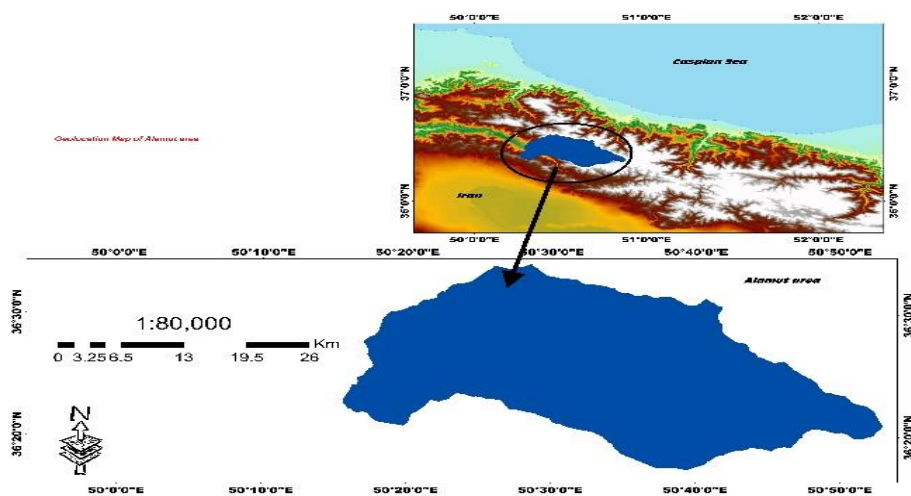 50°0'0"E 51°0'0"E 52°0'0"E
Caspian Sea
37°0'0"N 37°0'0"N
Geolocation Map of Alamut area
Iran
36°0'0"N 36°0'0"N
50°0'0"E 51°0'0"E 52°0'0"E
50°0'0"E 50°10'0"E 50°20'0"E 50°30'0"E 50°40'0"E 50°50'0"E
Alamut area
36°30'0"N 36°30'0"N
1:80,000
Km
0 3.25 6.5 13 19.5 26
N
36°20'0"N 36°20'0"N
50°0'0"E 50°10'0"E 50°20'0"E 50°30'0"E 50°40'0"E 50°50'0"E